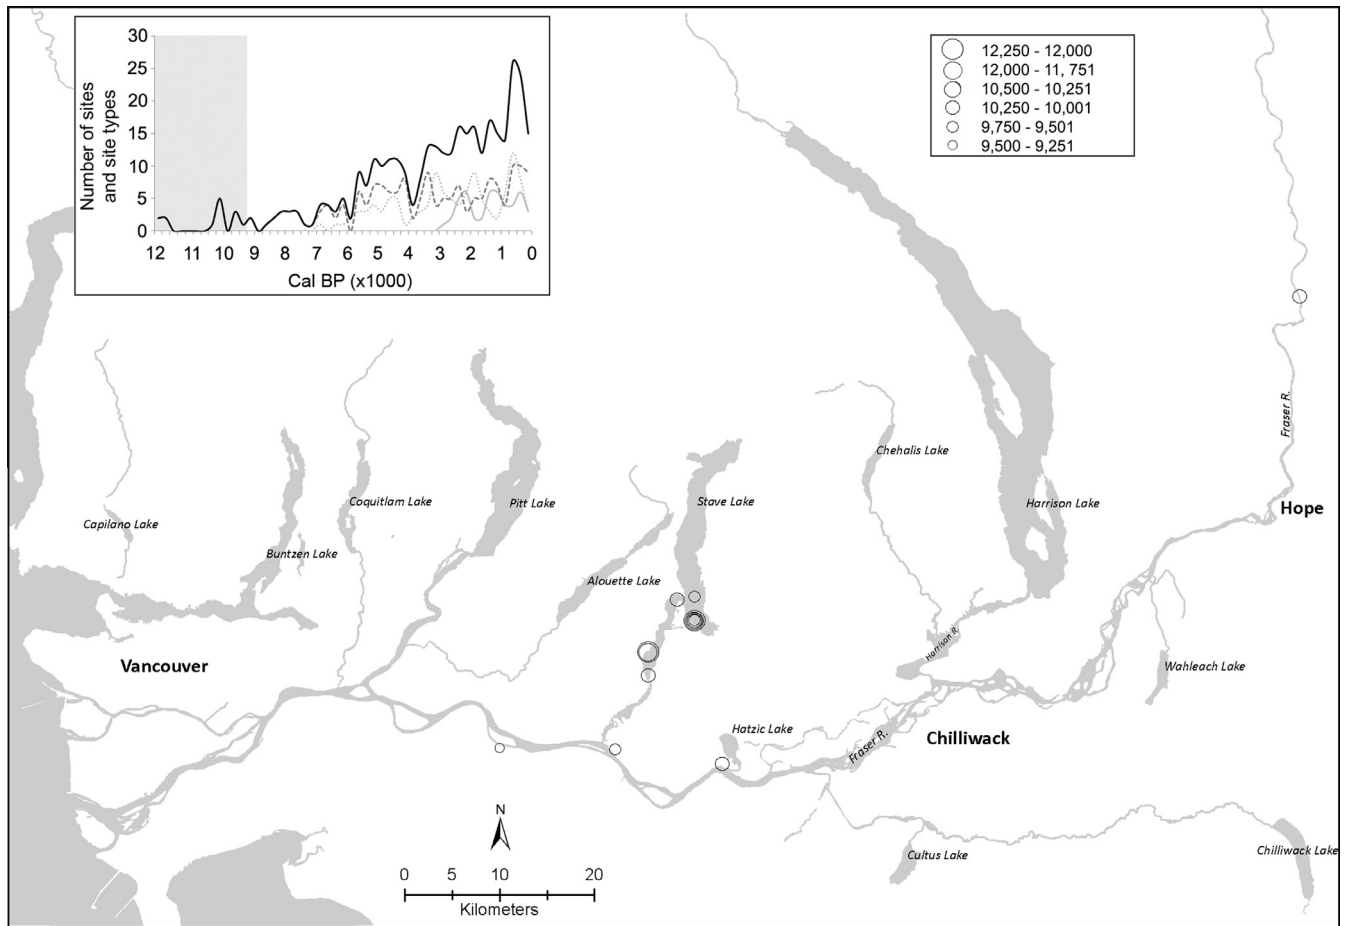 30
25
20
15
10
5
0
Number of sites
and site types
12 11 10 9 8 7 6 5 4 3 2 1 0
Cal BP (x1000)
12,250 - 12,000
12,000 - 11, 751
10,500 - 10,251
10,250 - 10,001
9,750 - 9,501
9,500 - 9,251
Fraser R.
Chehalis Lake
Coquitlam Lake
Pitt Lake
Stave Lake
Harrison Lake
Hope
Capilano Lake
Buntzen Lake
Alouette Lake
Harrison R.
Vancouver
Wahleach Lake
Hatzic Lake
Chilliwack
Fraser R.
N
Cultus Lake
Chilliwack Lake
0 5 10 20
Kilometers